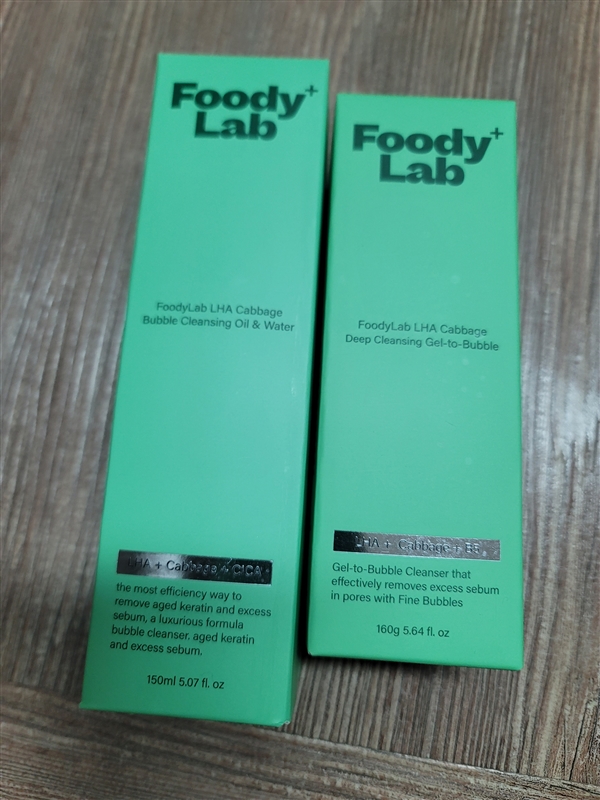 Foody+
Lab
FoodyLab LHA Cabbage
Bubble Cleansing Oil & Water
LHA + Cabbage + CICA
the most efficiency way to
remove aged keratin and excess
sebum, a luxurious formula
bubble cleanser. aged keratin
and excess sebum.
150ml 5.07 fl. oz
Foody+
Lab
FoodyLab LHA Cabbage
Deep Cleansing Gel-to-Bubble
LHA + Cabbage + B5
Gel-to-Bubble Cleanser that
effectively removes excess sebum
in pores with Fine Bubbles
160g 5.64 fl. oz